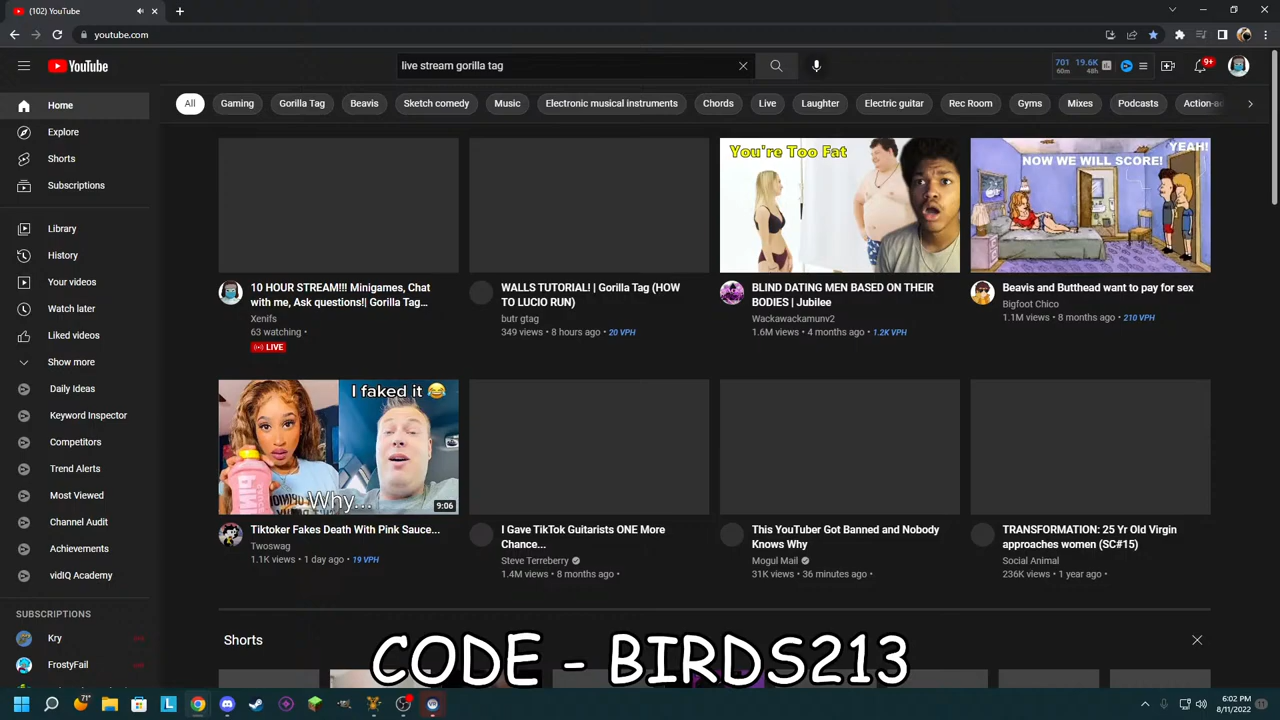 (102) YouTube
youtube.com
YouTube
live stream gorilla tag
701 19.6K
60m 48h
9+
Home
Explore
Shorts
Subscriptions
Library
History
Your videos
Watch later
Liked videos
Show more
Daily Ideas
Keyword Inspector
Competitors
Trend Alerts
Most Viewed
Channel Audit
Achievements
vidIQ Academy
SUBSCRIPTIONS
Kry
FrostyFail
All Gaming Gorilla Tag Beavis Sketch comedy Music Electronic musical instruments Chords Live Laughter Electric guitar Rec Room Gyms Mixes Podcasts
You're Too Fat
YEAH!
NOW WE WILL SCORE!
10 HOUR STREAM!!! Minigames, Chat
with me, Ask questions!| Gorilla Tag...
Xenifs
63 watching •
LIVE
WALLS TUTORIAL! | Gorilla Tag (HOW
TO LUCIO RUN)
butr gtag
349 views • 8 hours ago • 20 VPH
BLIND DATING MEN BASED ON THEIR
BODIES | Jubilee
Wackawackamunv2
1.6M views • 4 months ago • 1.2K VPH
Beavis and Butthead want to pay for sex
Bigfoot Chico
1.1M views • 8 months ago • 210 VPH
I faked it 😂
Why...
9:06
Tiktoker Fakes Death With Pink Sauce...
Twoswag
1.1K views • 1 day ago • 19 VPH
I Gave TikTok Guitarists ONE More
Chance...
Steve Terreberry
1.4M views • 8 months ago •
This YouTuber Got Banned and Nobody
Knows Why
Mogul Mail
31K views • 36 minutes ago •
TRANSFORMATION: 25 Yr Old Virgin
approaches women (SC#15)
Social Animal
236K views • 1 year ago •
Shorts
CODE - BIRDS213
71°
6:02 PM
8/11/2022